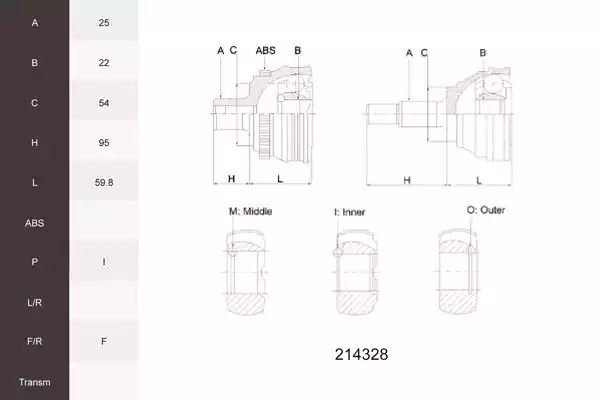 A 25
B 22
C 54
H 95
L 59.8
ABS
P I
L/R
F/R F
Transm
A C ABS B
H L
A C B
H L
M: Middle I: Inner O: Outer
214328